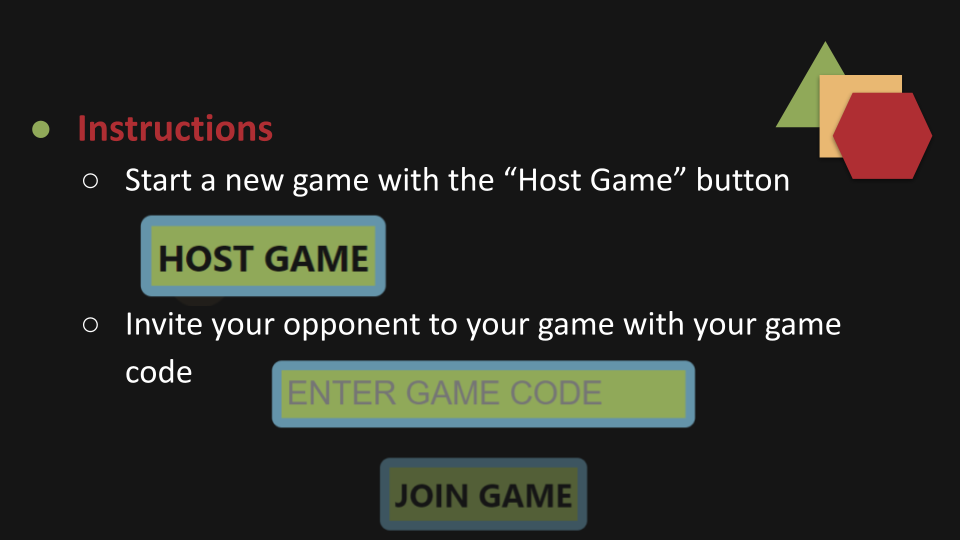 ● Instructions
○ Start a new game with the “Host Game” button
HOST GAME
○ Invite your opponent to your game with your game
code
ENTER GAME CODE
JOIN GAME